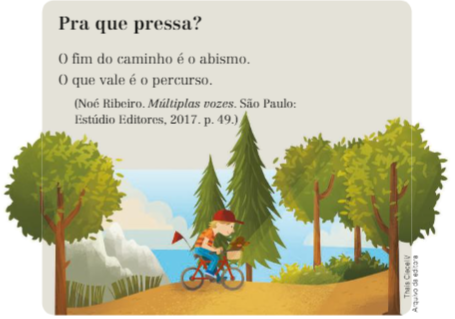 Pra que pressa?
O fim do caminho é o abismo.
O que vale é o percurso.
(Noé Ribeiro. Múltiplas vozes. São Paulo:
Estúdio Editores, 2017. p. 49.)
Arquivo da editora